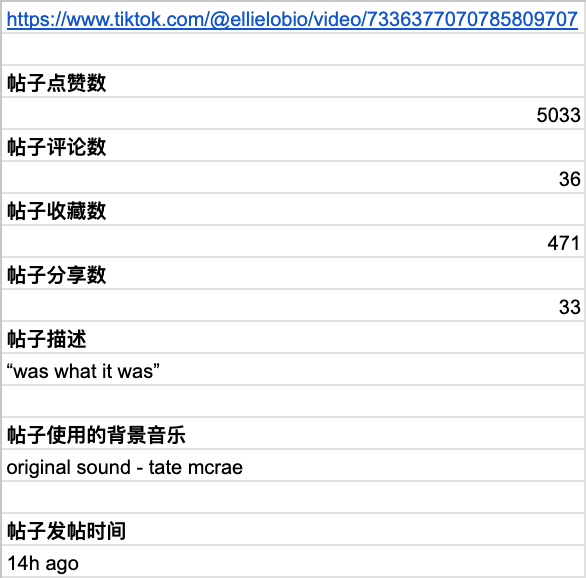 https://www.tiktok.com/@ellielobio/video/7336377070785809707
帖子点赞数
5033
帖子评论数
36
帖子收藏数
471
帖子分享数
33
帖子描述
“was what it was”
帖子使用的背景音乐
original sound - tate mcrae
帖子发帖时间
14h ago